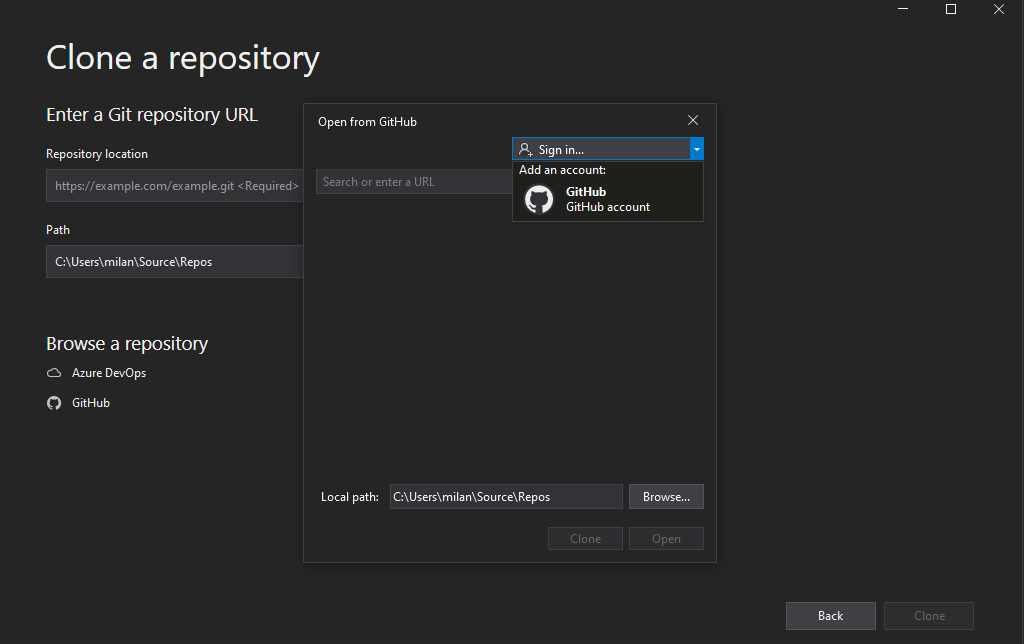 Clone a repository
Enter a Git repository URL
Repository location
https://example.com/example.git <Required>
Path
C:\Users\milan\Source\Repos
Browse a repository
Azure DevOps
GitHub
Open from GitHub
Sign in...
Add an account:
GitHub
GitHub account
Search or enter a URL
Local path:
C:\Users\milan\Source\Repos
Browse...
Clone
Open
Back
Clone